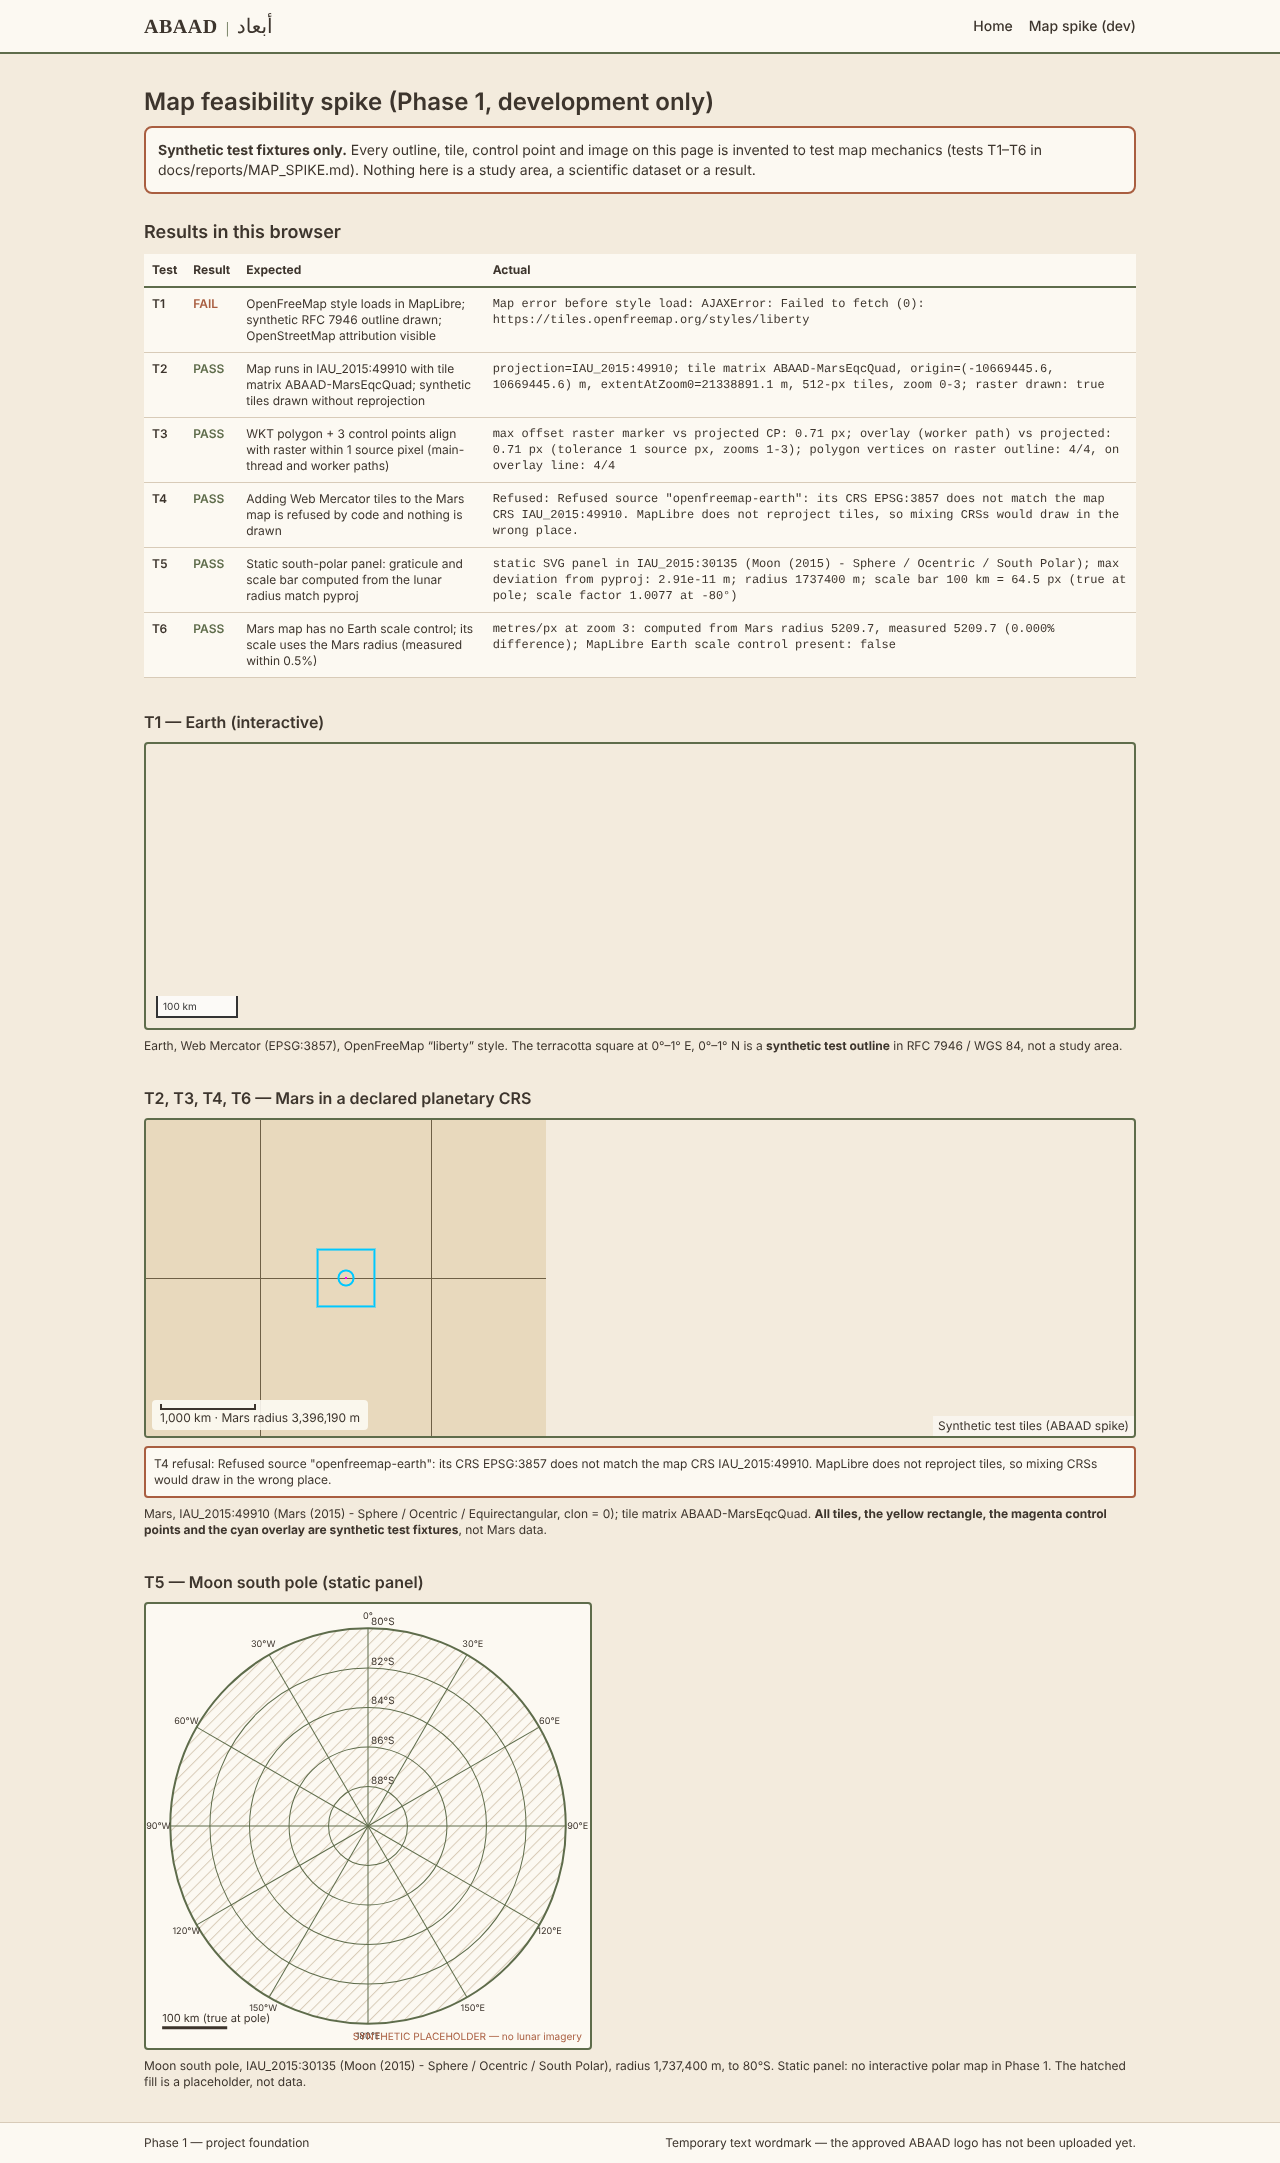 ABAAD | أبعاد
Home Map spike (dev)
Map feasibility spike (Phase 1, development only)
Synthetic test fixtures only. Every outline, tile, control point and image on this page is invented to test map mechanics (tests T1–T6 in
docs/reports/MAP_SPIKE.md). Nothing here is a study area, a scientific dataset or a result.
Results in this browser
Test Result Expected Actual
T1 FAIL OpenFreeMap style loads in MapLibre; Map error before style load: AJAXError: Failed to fetch (0):
synthetic RFC 7946 outline drawn; https://tiles.openfreemap.org/styles/liberty
OpenStreetMap attribution visible
T2 PASS Map runs in IAU_2015:49910 with tile projection=IAU_2015:49910; tile matrix ABAAD-MarsEqcQuad, origin=(-10669445.6,
matrix ABAAD-MarsEqcQuad; synthetic 10669445.6) m, extentAtZoom0=21338891.1 m, 512-px tiles, zoom 0-3; raster drawn: true
tiles drawn without reprojection
T3 PASS WKT polygon + 3 control points align max offset raster marker vs projected CP: 0.71 px; overlay (worker path) vs projected:
with raster within 1 source pixel (main- 0.71 px (tolerance 1 source px, zooms 1-3); polygon vertices on raster outline: 4/4, on
thread and worker paths) overlay line: 4/4
T4 PASS Adding Web Mercator tiles to the Mars Refused: Refused source "openfreemap-earth": its CRS EPSG:3857 does not match the map
map is refused by code and nothing is CRS IAU_2015:49910. MapLibre does not reproject tiles, so mixing CRSs would draw in the
drawn wrong place.
T5 PASS Static south-polar panel: graticule and static SVG panel in IAU_2015:30135 (Moon (2015) - Sphere / Ocentric / South Polar); max
scale bar computed from the lunar deviation from pyproj: 2.91e-11 m; radius 1737400 m; scale bar 100 km = 64.5 px (true at
radius match pyproj pole; scale factor 1.0077 at -80°)
T6 PASS Mars map has no Earth scale control; its metres/px at zoom 3: computed from Mars radius 5209.7, measured 5209.7 (0.000%
scale uses the Mars radius (measured difference); MapLibre Earth scale control present: false
within 0.5%)
T1 — Earth (interactive)
100 km
Earth, Web Mercator (EPSG:3857), OpenFreeMap “liberty” style. The terracotta square at 0°–1° E, 0°–1° N is a synthetic test outline in RFC 7946 / WGS 84, not a study area.
T2, T3, T4, T6 — Mars in a declared planetary CRS
1,000 km · Mars radius 3,396,190 m
Synthetic test tiles (ABAAD spike)
T4 refusal: Refused source "openfreemap-earth": its CRS EPSG:3857 does not match the map CRS IAU_2015:49910. MapLibre does not reproject tiles, so mixing CRSs
would draw in the wrong place.
Mars, IAU_2015:49910 (Mars (2015) - Sphere / Ocentric / Equirectangular, clon = 0); tile matrix ABAAD-MarsEqcQuad. All tiles, the yellow rectangle, the magenta control
points and the cyan overlay are synthetic test fixtures, not Mars data.
T5 — Moon south pole (static panel)
0°
80°S
30°W 30°E
82°S
84°S
60°W 60°E
86°S
88°S
90°W 90°E
120°W 120°E
150°W 150°E
100 km (true at pole)
180°E
SYNTHETIC PLACEHOLDER — no lunar imagery
Moon south pole, IAU_2015:30135 (Moon (2015) - Sphere / Ocentric / South Polar), radius 1,737,400 m, to 80°S. Static panel: no interactive polar map in Phase 1. The hatched
fill is a placeholder, not data.
Phase 1 — project foundation
Temporary text wordmark — the approved ABAAD logo has not been uploaded yet.